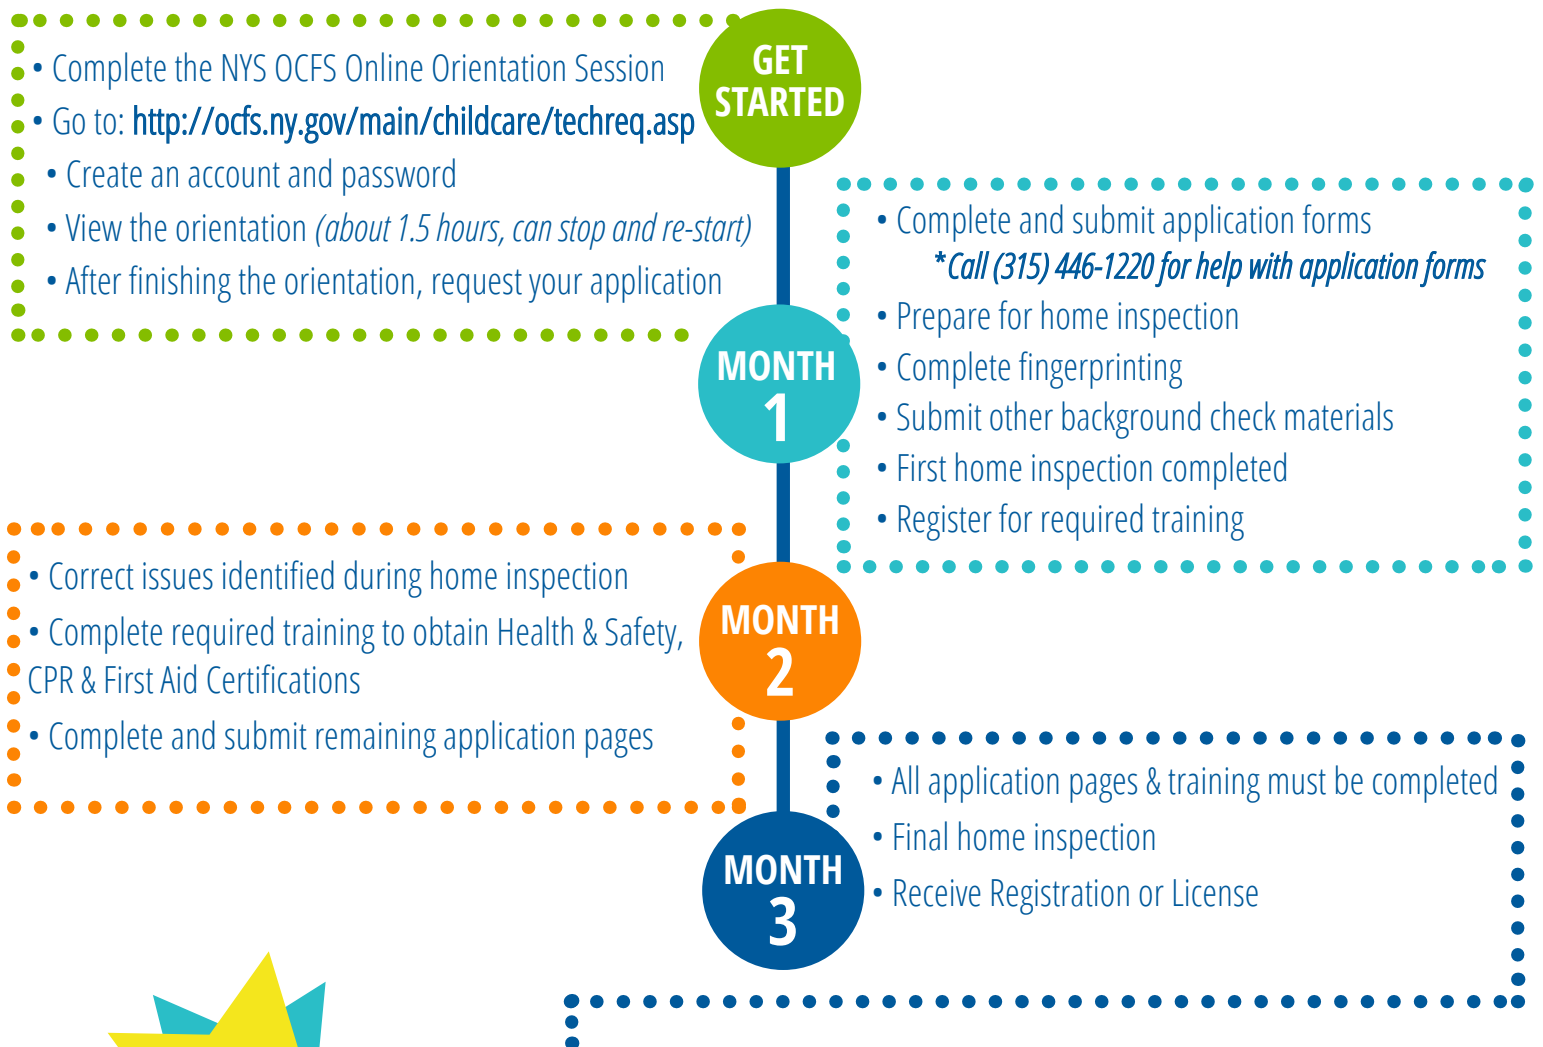 GET
STARTED
• Complete the NYS OCFS Online Orientation Session
• Go to: http://ocfs.ny.gov/main/childcare/techreq.asp
• Create an account and password
• View the orientation (about 1.5 hours, can stop and re-start)
• After finishing the orientation, request your application
MONTH
1
• Complete and submit application forms
*Call (315) 446-1220 for help with application forms
• Prepare for home inspection
• Complete fingerprinting
• Submit other background check materials
• First home inspection completed
• Register for required training
MONTH
2
• Correct issues identified during home inspection
• Complete required training to obtain Health & Safety,
CPR & First Aid Certifications
• Complete and submit remaining application pages
MONTH
3
• All application pages & training must be completed
• Final home inspection
• Receive Registration or License